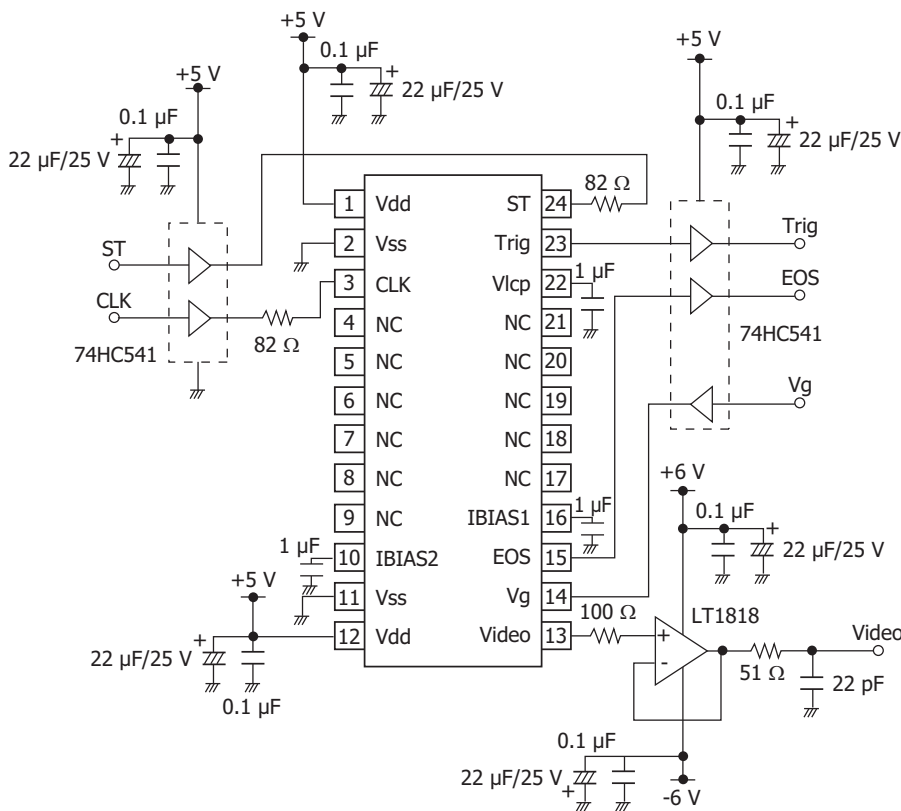 +5 V
0.1 µF
22 µF/25 V
+
+5 V
0.1 µF
22 µF/25 V
+
+5 V
0.1 µF
22 µF/25 V
+
ST
CLK
74HC541
82 Ω
82 Ω
1 Vdd
2 Vss
3 CLK
4 NC
5 NC
6 NC
7 NC
8 NC
9 NC
10 IBIAS2
11 Vss
12 Vdd
ST 24
Trig 23
Vlcp 22
NC 21
NC 20
NC 19
NC 18
NC 17
IBIAS1 16
EOS 15
Vg 14
Video 13
1 µF
1 µF
1 µF
Trig
EOS
74HC541
Vg
+5 V
+
22 µF/25 V
0.1 µF
+6 V
0.1 µF
+
22 µF/25 V
100 Ω
LT1818
+
-
51 Ω
Video
22 pF
0.1 µF
22 µF/25 V
+
-6 V